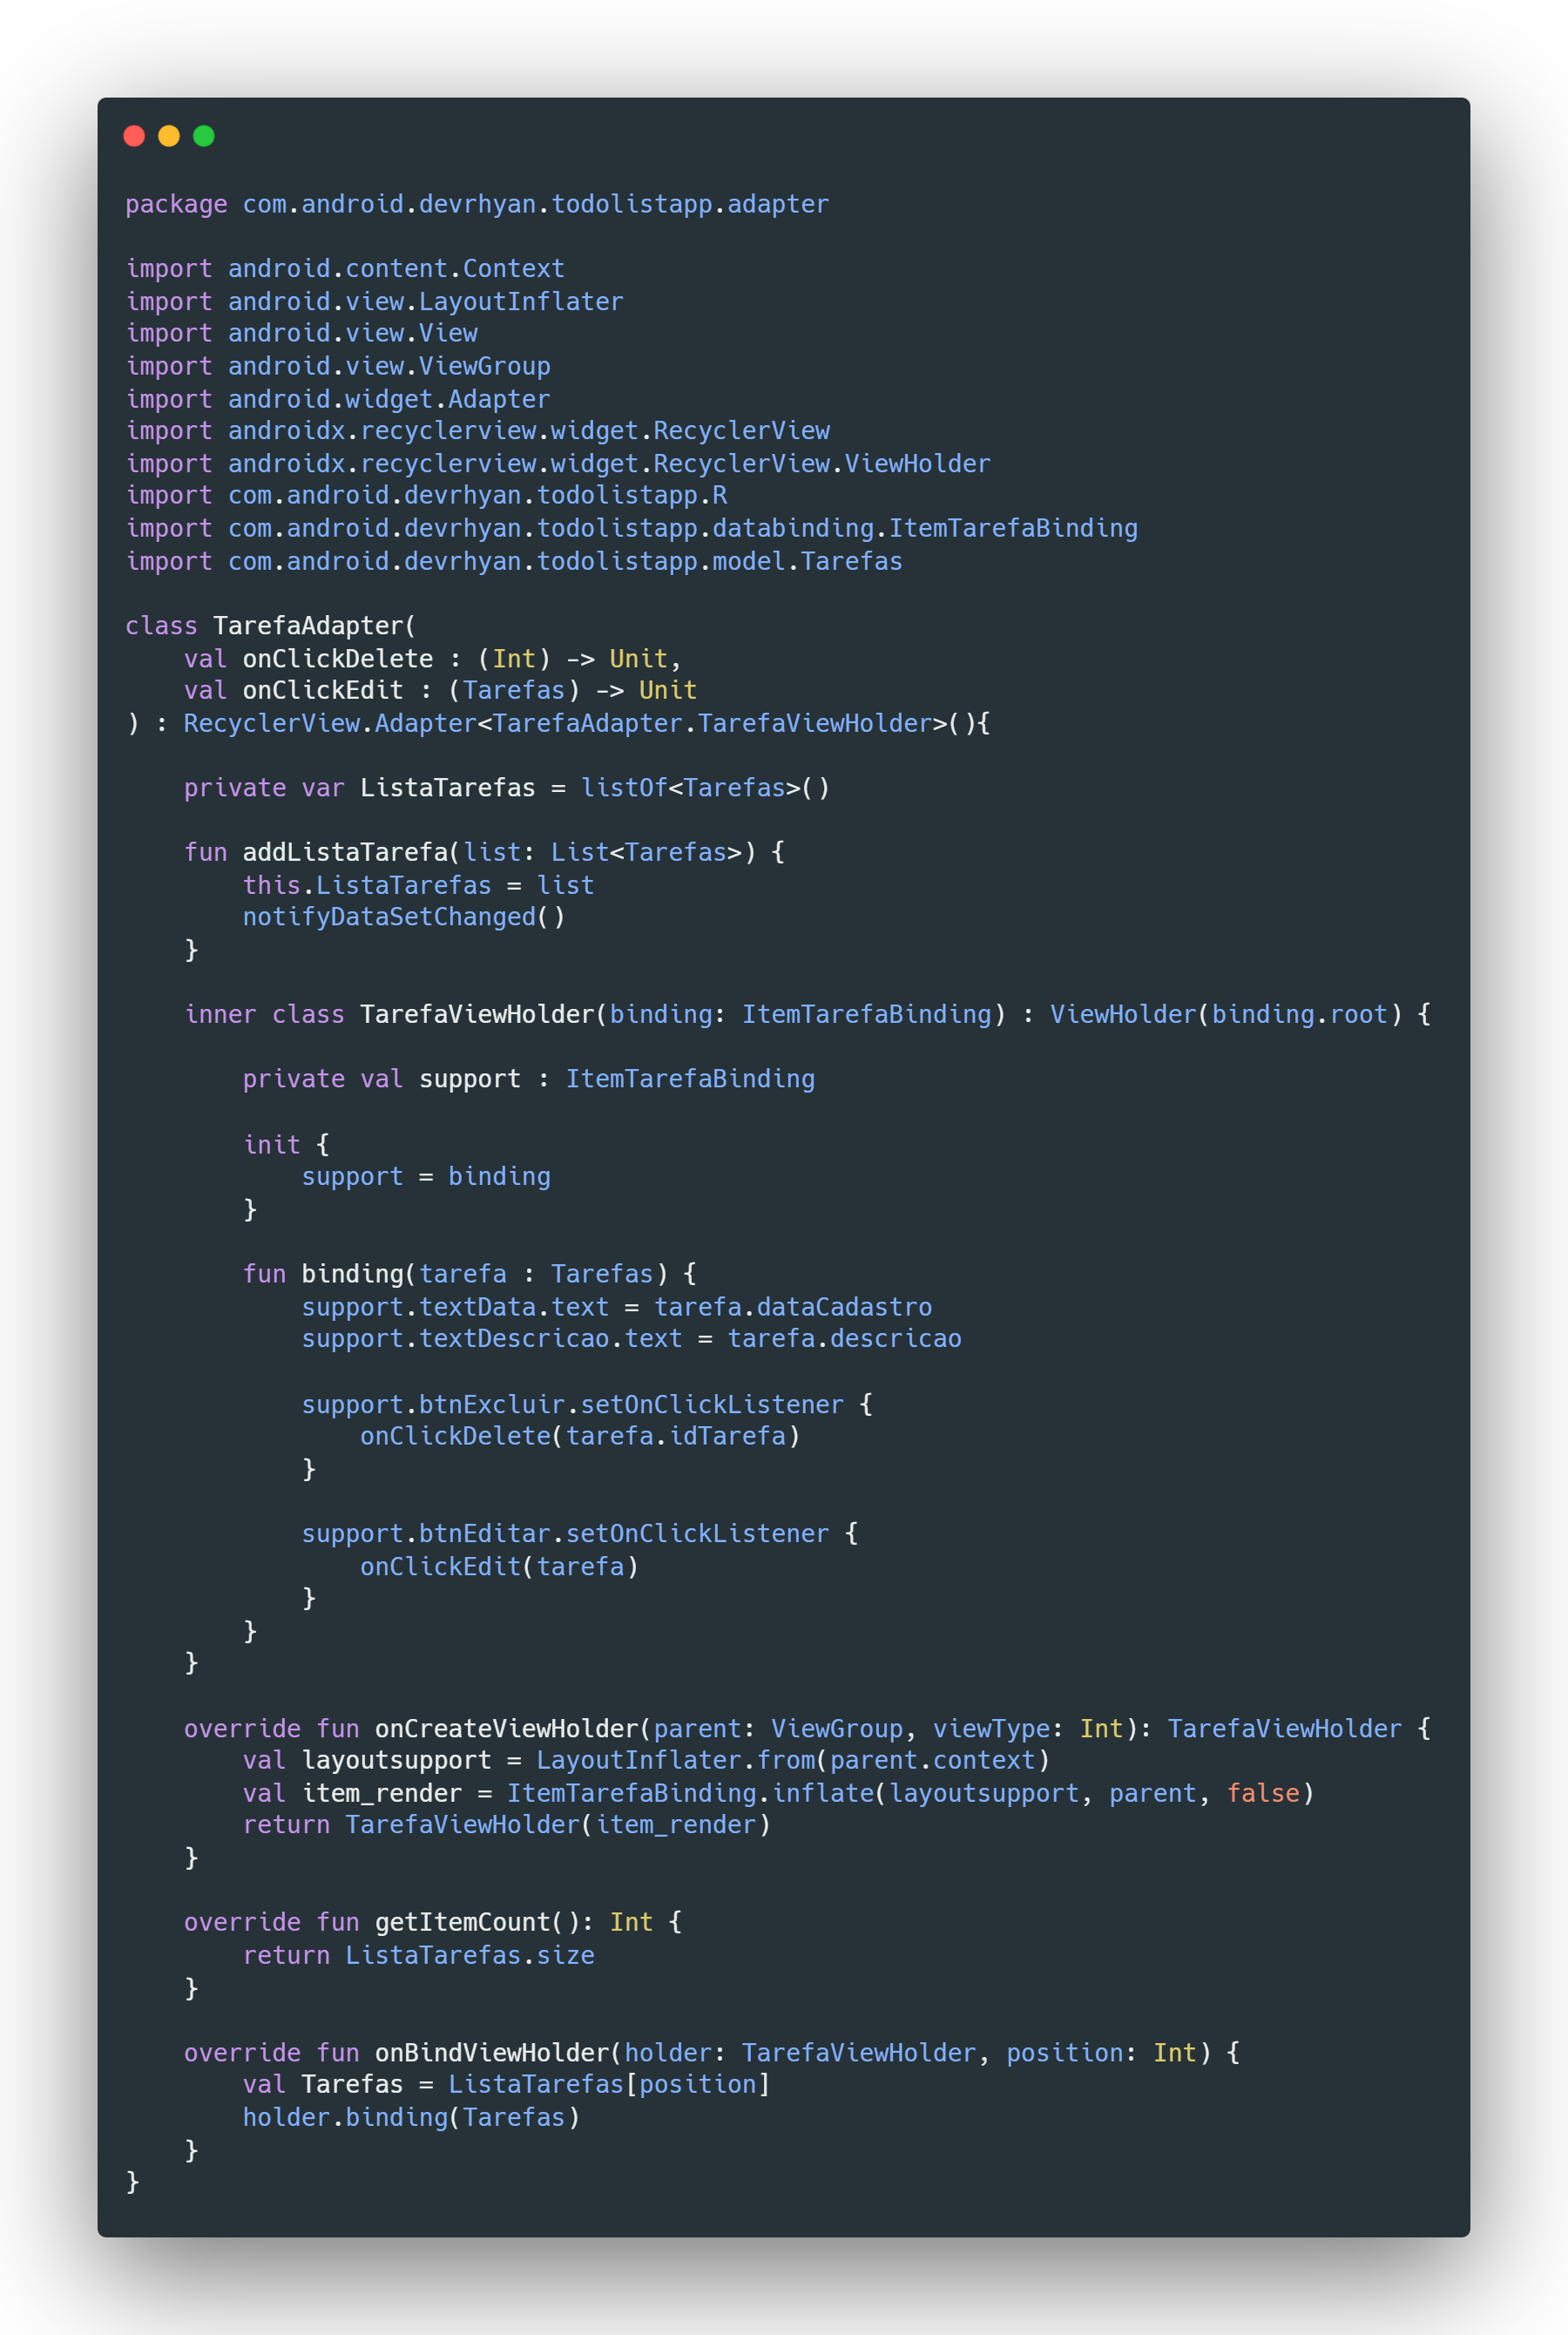 package com.android.devrhyan.todolistapp.adapter

import android.content.Context
import android.view.LayoutInflater
import android.view.View
import android.view.ViewGroup
import android.widget.Adapter
import androidx.recyclerview.widget.RecyclerView
import androidx.recyclerview.widget.RecyclerView.ViewHolder
import com.android.devrhyan.todolistapp.R
import com.android.devrhyan.todolistapp.databinding.ItemTarefaBinding
import com.android.devrhyan.todolistapp.model.Tarefas

class TarefaAdapter(
    val onClickDelete : (Int) -> Unit,
    val onClickEdit : (Tarefas) -> Unit
) : RecyclerView.Adapter<TarefaAdapter.TarefaViewHolder>(){

    private var ListaTarefas = listOf<Tarefas>()

    fun addListaTarefa(list: List<Tarefas>) {
        this.ListaTarefas = list
        notifyDataSetChanged()
    }

    inner class TarefaViewHolder(binding: ItemTarefaBinding) : ViewHolder(binding.root) {

        private val support : ItemTarefaBinding

        init {
            support = binding
        }

        fun binding(tarefa : Tarefas) {
            support.textData.text = tarefa.dataCadastro
            support.textDescricao.text = tarefa.descricao

            support.btnExcluir.setOnClickListener {
                onClickDelete(tarefa.idTarefa)
            }

            support.btnEditar.setOnClickListener {
                onClickEdit(tarefa)
            }
        }
    }

    override fun onCreateViewHolder(parent: ViewGroup, viewType: Int): TarefaViewHolder {
        val layoutsupport = LayoutInflater.from(parent.context)
        val item_render = ItemTarefaBinding.inflate(layoutsupport, parent, false)
        return TarefaViewHolder(item_render)
    }

    override fun getItemCount(): Int {
        return ListaTarefas.size
    }

    override fun onBindViewHolder(holder: TarefaViewHolder, position: Int) {
        val Tarefas = ListaTarefas[position]
        holder.binding(Tarefas)
    }
}